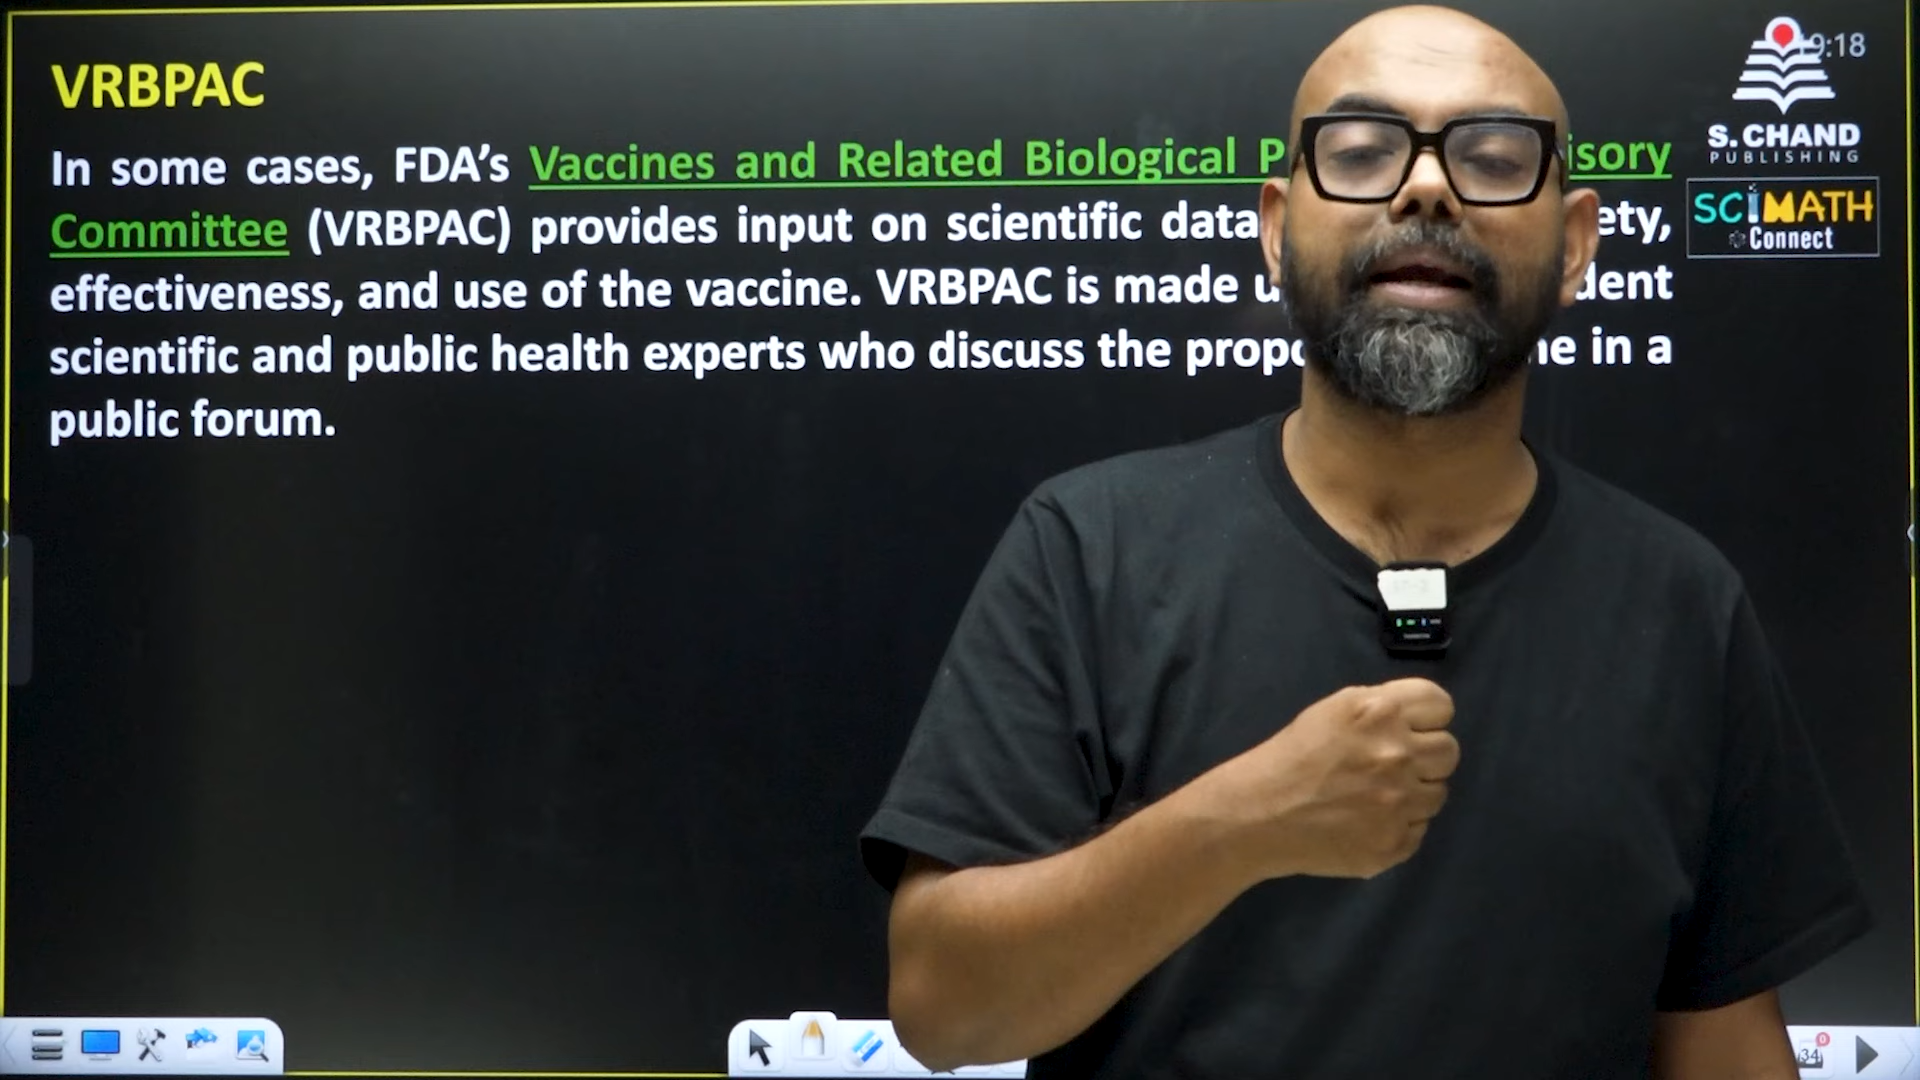 VRBPAC
In some cases, FDA's Vaccines and Related Biological P isory
Committee (VRBPAC) provides input on scientific data ety,
effectiveness, and use of the vaccine. VRBPAC is made u dent
scientific and public health experts who discuss the propo ne in a
public forum.
9:18
S. CHAND
PUBLISHING
SCIMATH
Connect
34
0